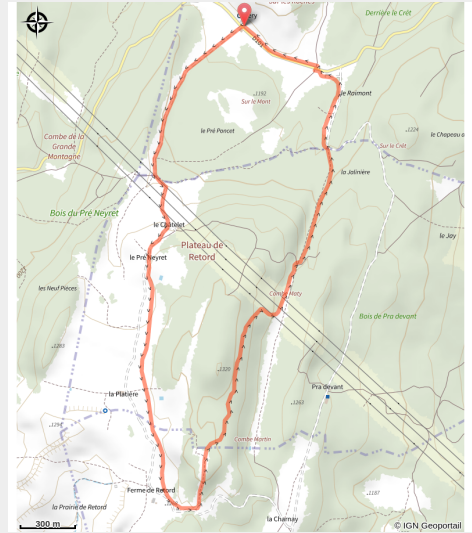 Derrière le Crêt
D991
.1192
Sur le Mont
le Raimont
le Pré Poncet
.1224
le Chapeau
Combe de la
Grande
Montagne
Sur le Crêt
la Jalinière
Bois du Pré Neyret
le Châtelet
Plateau de
Retord
le Jay
le Pré Neyret
les Neuf Pièces
Combe Haty
Bois de Pra devant
.1320
Pra devant
la Platière
.1263
Combe Nortin
Ferme de Retord
.1187
la Prairie de Retord
la Charnay
300 m
© IGN Geoportail